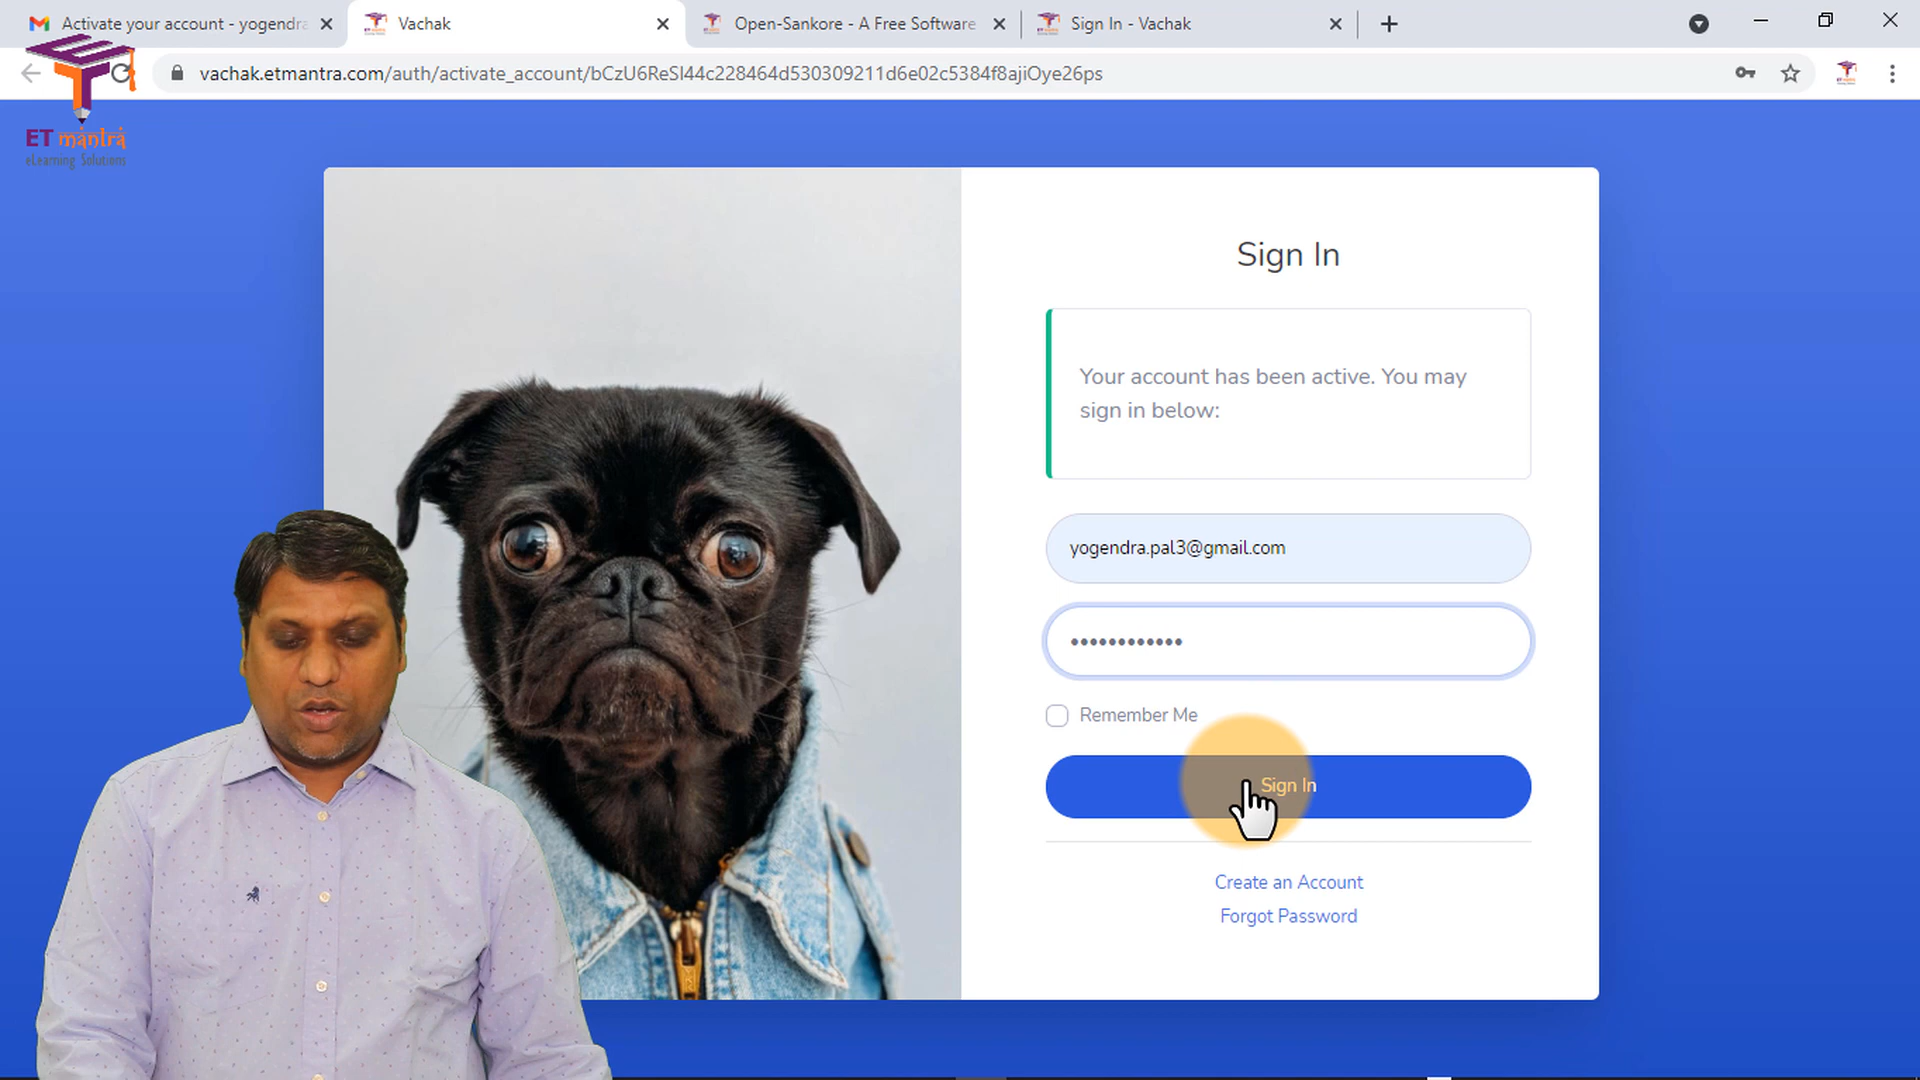 Activate your account - yogendra
Vachak
Open-Sankore - A Free Software
Sign In - Vachak
vachak.etmantra.com/auth/activate_account/bCzU6ReSI44c228464d530309211d6e02c5384f8ajiOye26ps
ET mantra
eLearning Solutions
Sign In
Your account has been active. You may
sign in below:
yogendra.pal3@gmail.com
••••••••••••
Remember Me
Sign In
Create an Account
Forgot Password